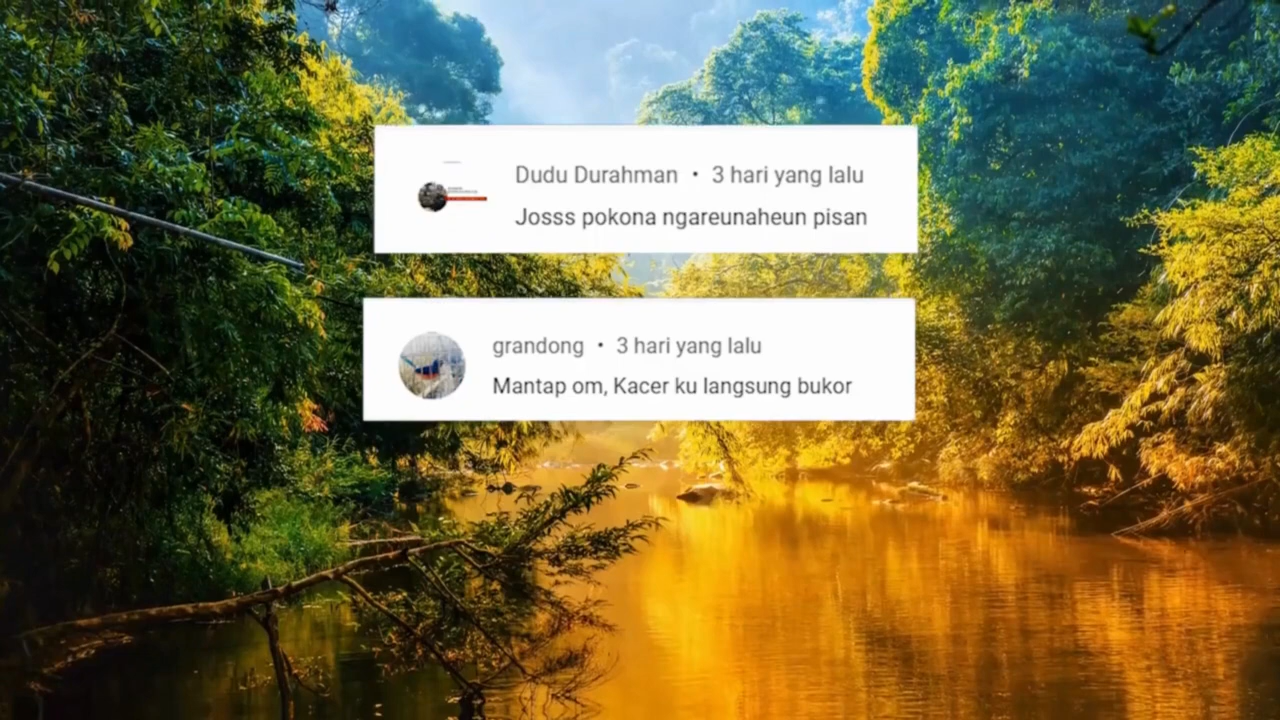 Dudu Durahman • 3 hari yang lalu
Josss pokona ngareunaheun pisan
grandong • 3 hari yang lalu
Mantap om, Kacer ku langsung bukor